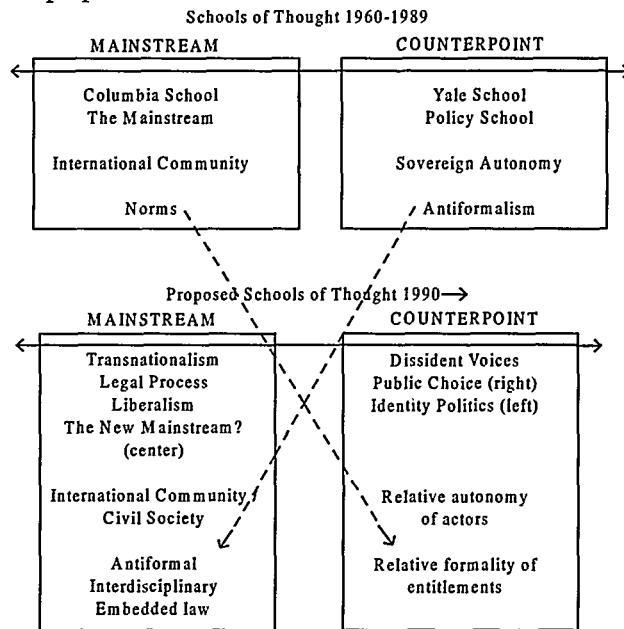 Schools of Thought 1960-1989
MAINSTREAM
Columbia School
The Mainstream
International Community
Norms
COUNTERPOINT
Yale School
Policy School
Sovereign Autonomy
Antiformalism
Proposed Schools of Thought 1990→
MAINSTREAM
Transnationalism
Legal Process
Liberalism
The New Mainstream?
(center)
International Community /
Civil Society
Antiformal
Interdisciplinary
Embedded law
COUNTERPOINT
Dissident Voices
Public Choice (right)
Identity Politics (left)
Relative autonomy
of actors
Relative formality of
entitlements